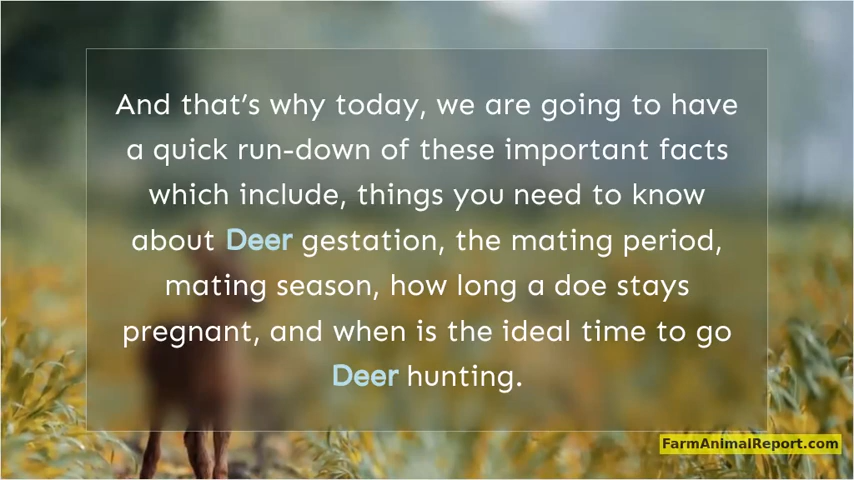 And that’s why today, we are going to have
a quick run-down of these important facts
which include, things you need to know
about Deer gestation, the mating period,
mating season, how long a doe stays
pregnant, and when is the ideal time to go
Deer hunting.
FarmAnimalReport.com